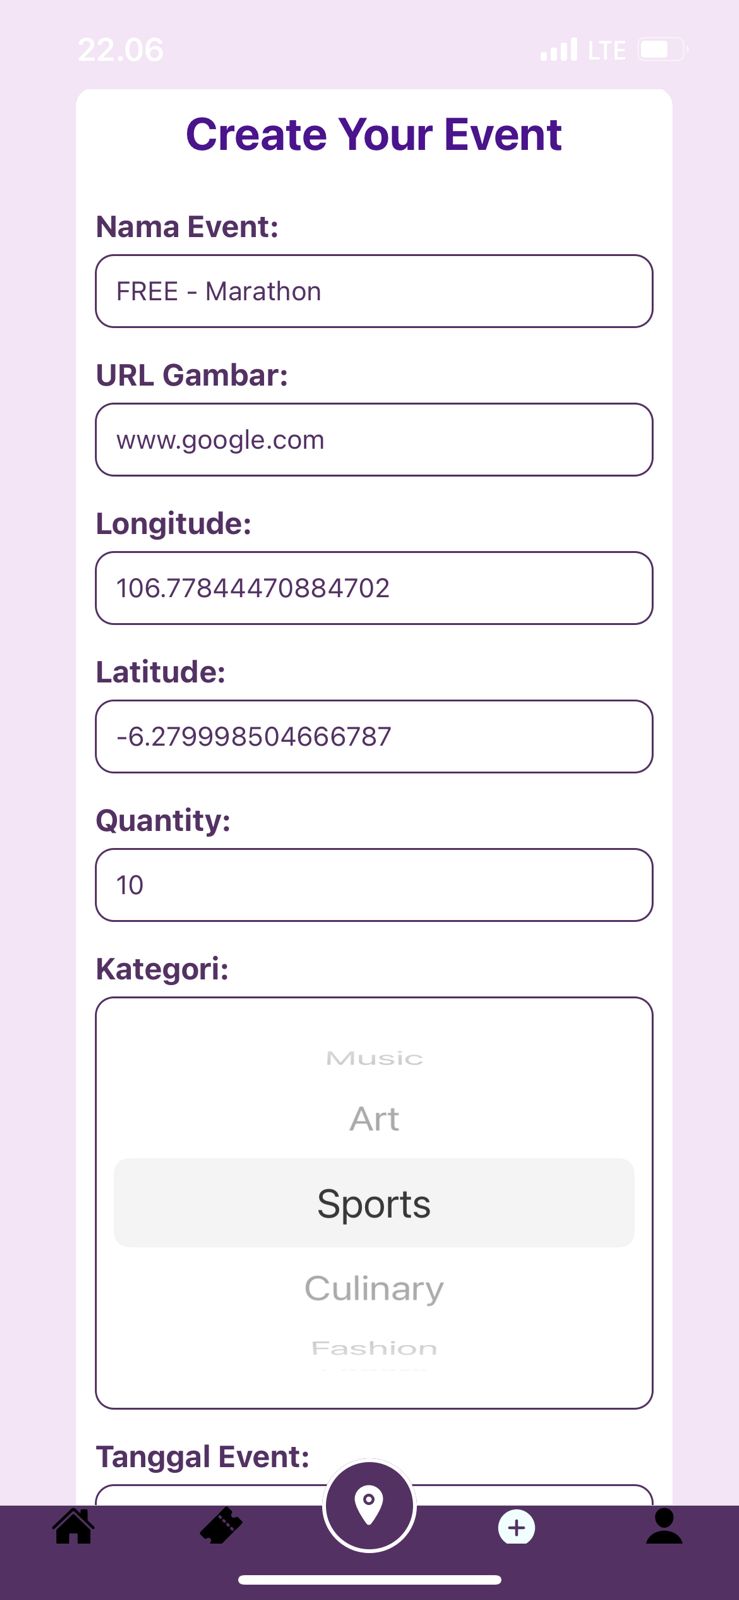 22.06
LTE
Create Your Event
Nama Event:
FREE - Marathon
URL Gambar:
www.google.com
Longitude:
106.77844470884702
Latitude:
-6.279998504666787
Quantity:
10
Kategori:
Music
Art
Sports
Culinary
Fashion
Tanggal Event: